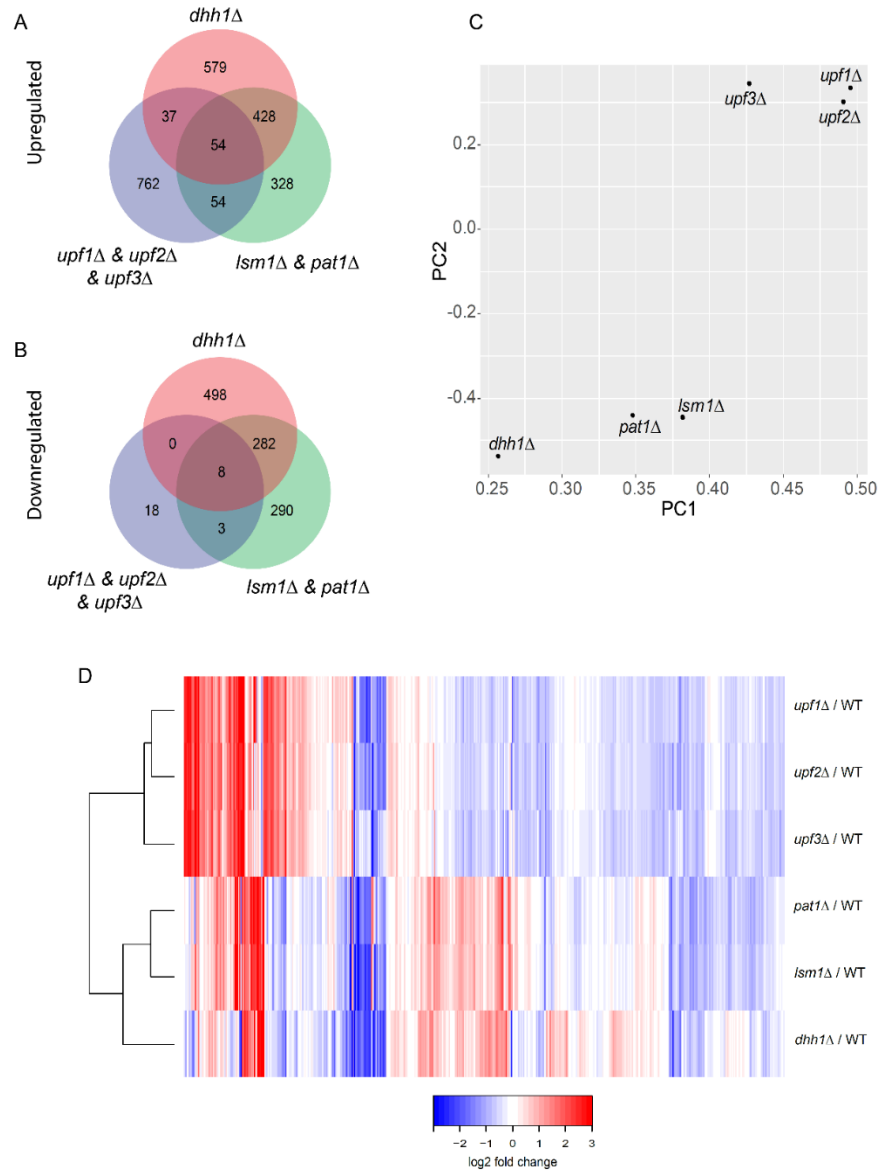 A
dhh1Δ
Upregulated
579
37
428
54
762
54
328
upf1Δ & upf2Δ
& upf3Δ
lsm1Δ & pat1Δ
B
dhh1Δ
Downregulated
498
0
282
8
18
3
290
upf1Δ & upf2Δ
& upf3Δ
lsm1Δ & pat1Δ
C
upf1Δ
upf3Δ
upf2Δ
0.2
0.0
-0.2
-0.4
PC2
lsm1Δ
pat1Δ
dhh1Δ
0.25 0.30 0.35 0.40 0.45 0.50
PC1
D
upf1Δ / WT
upf2Δ / WT
upf3Δ / WT
pat1Δ / WT
lsm1Δ / WT
dhh1Δ / WT
−2 −1 0 1 2 3
log2 fold change